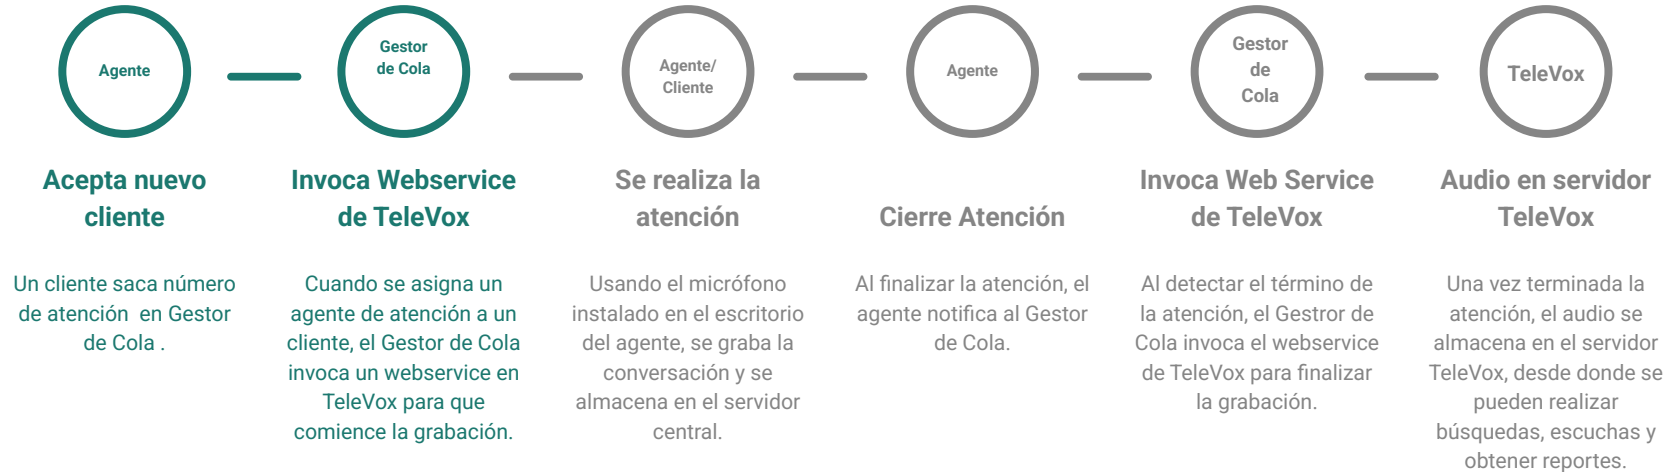 Agente
Acepta nuevo
cliente
Un cliente saca número
de atención en Gestor
de Cola .
Gestor
de Cola
Invoca Webservice
de TeleVox
Cuando se asigna un
agente de atención a un
cliente, el Gestor de Cola
invoca un webservice en
TeleVox para que
comience la grabación.
Agente/
Cliente
Se realiza la
atención
Usando el micrófono
instalado en el escritorio
del agente, se graba la
conversación y se
almacena en el servidor
central.
Agente
Cierre Atención
Al finalizar la atención, el
agente notifica al Gestor
de Cola.
Gestor
de
Cola
Invoca Web Service
de TeleVox
Al detectar el término de
la atención, el Gestror de
Cola invoca el webservice
de TeleVox para finalizar
la grabación.
TeleVox
Audio en servidor
TeleVox
Una vez terminada la
atención, el audio se
almacena en el servidor
TeleVox, desde donde se
pueden realizar
búsquedas, escuchas y
obtener reportes.